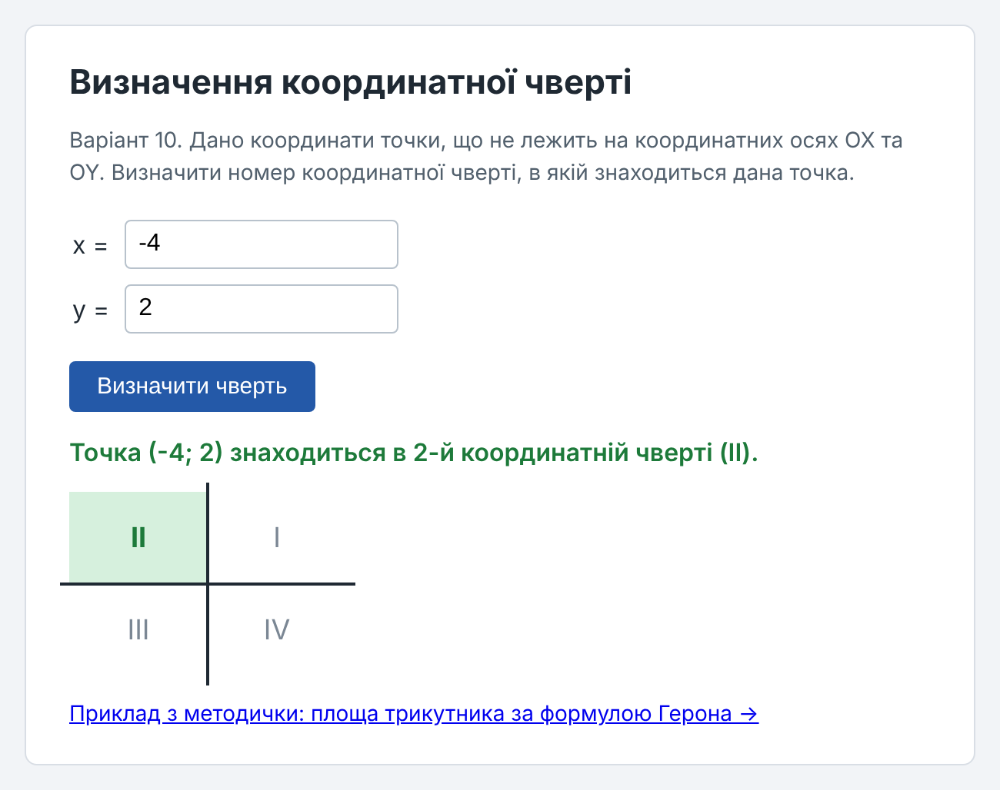 Визначення координатної чверті
Варіант 10. Дано координати точки, що не лежить на координатних осях OX та
OY. Визначити номер координатної чверті, в якій знаходиться дана точка.
x = -4
y = 2
Визначити чверть
Точка (-4; 2) знаходиться в 2-й координатній чверті (II).
II I
III IV
Приклад з методички: площа трикутника за формулою Герона →